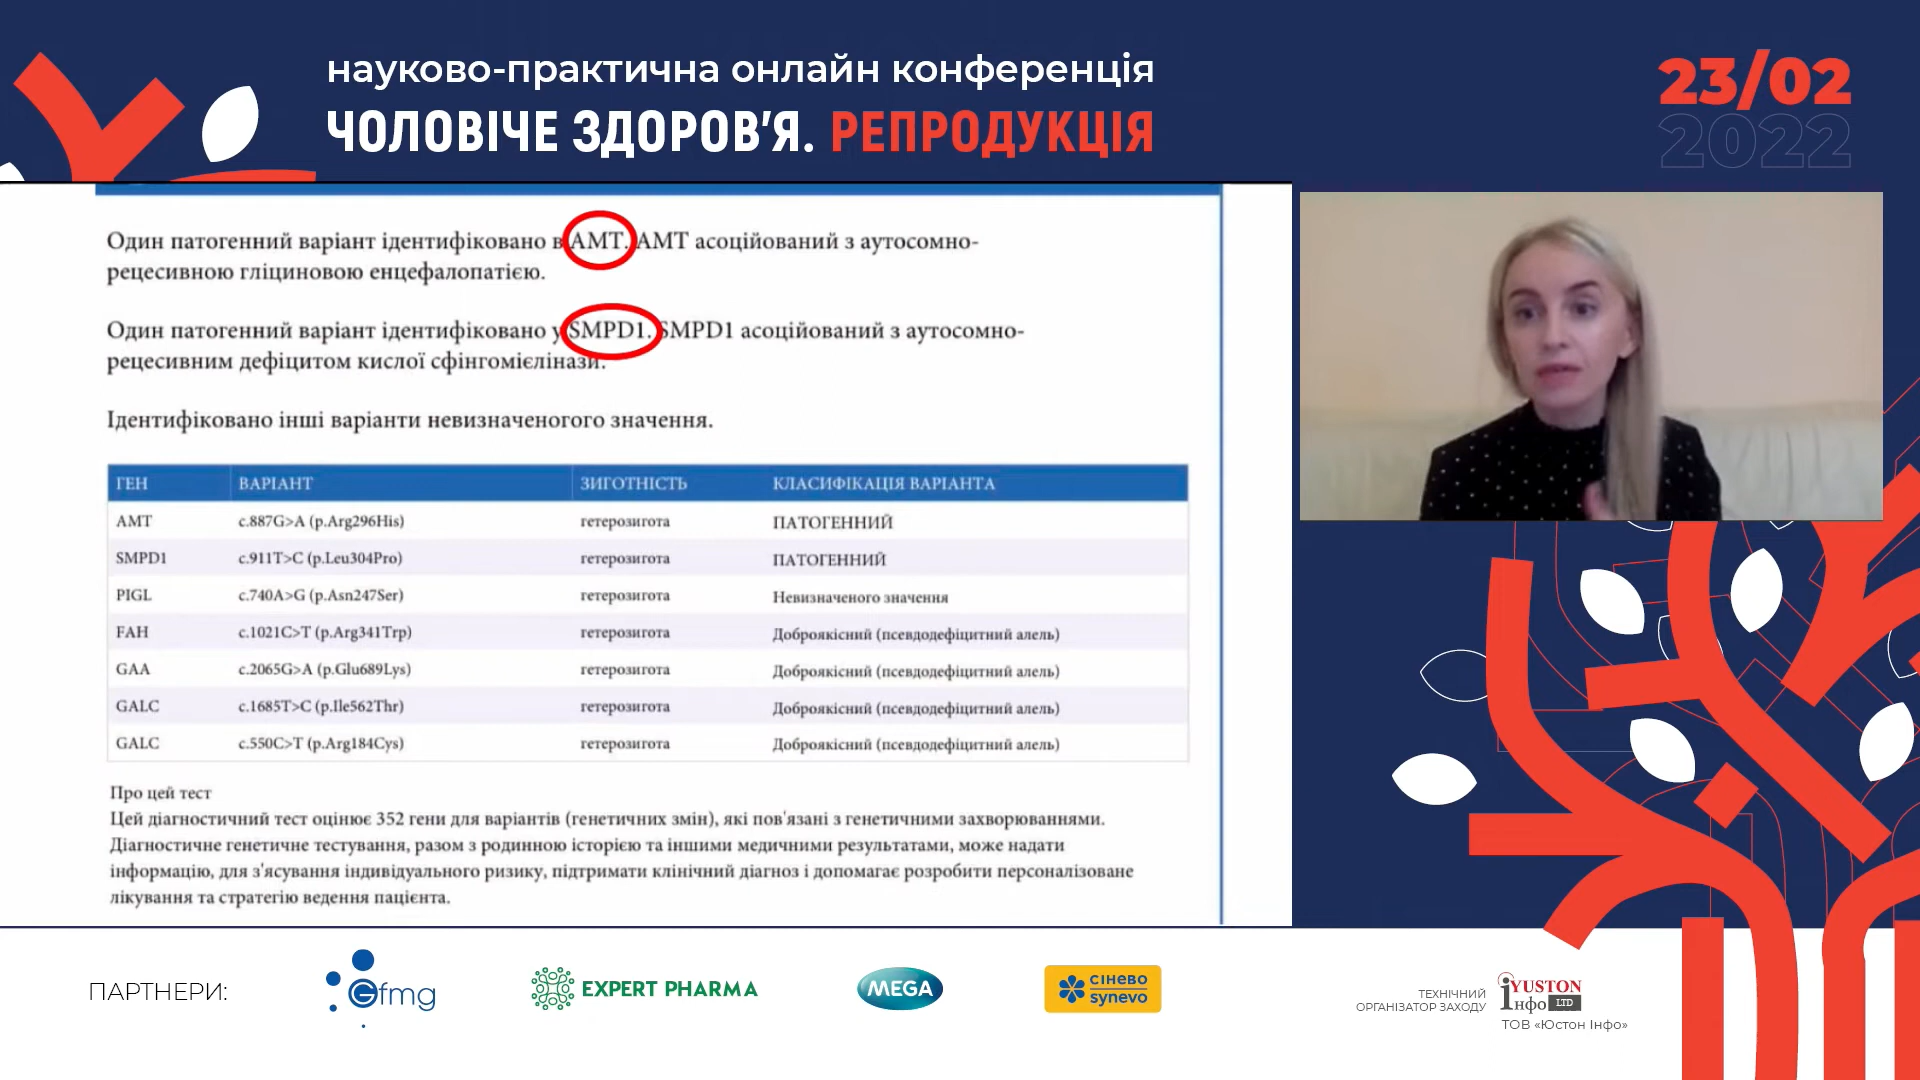 науково-практична онлайн конференція
ЧОЛОВІЧЕ ЗДОРОВ'Я. РЕПРОДУКЦІЯ
23/02
2022
Один патогенний варіант ідентифіковано в AMT. AMT асоційований з аутосомно-
рецесивною гліциновою енцефалопатією.
Один патогенний варіант ідентифіковано у SMPD1. SMPD1 асоційований з аутосомно-
рецесивним дефіцитом кислої сфінгомієлінази.
Ідентифіковано інші варіанти невизначеного значення.
ГЕН ВАРІАНТ ЗИГОТНІСТЬ КЛАСИФІКАЦІЯ ВАРІАНТА
AMT c.887G>A (p.Arg296His) гетерозигота ПАТОГЕННИЙ
SMPD1 c.911T>C (p.Leu304Pro) гетерозигота ПАТОГЕННИЙ
PIGL c.740A>G (p.Asn247Ser) гетерозигота Невизначеного значення
FAH c.1021C>T (p.Arg341Trp) гетерозигота Доброякісний (псевдодефіцитний алель)
GAA c.2065G>A (p.Glu689Lys) гетерозигота Доброякісний (псевдодефіцитний алель)
GALC c.1685T>C (p.Ile562Thr) гетерозигота Доброякісний (псевдодефіцитний алель)
GALC c.550C>T (p.Arg184Cys) гетерозигота Доброякісний (псевдодефіцитний алель)
Про цей тест
Цей діагностичний тест оцінює 352 гени для варіантів (генетичних змін), які пов'язані з генетичними захворюваннями.
Діагностичне генетичне тестування, разом з родинною історією та іншими медичними результатами, може надати
інформацію, для з'ясування індивідуального ризику, підтримати клінічний діагноз і допомагає розробити персоналізоване
лікування та стратегію ведення пацієнта.
ПАРТНЕРИ:
Gfmg
EXPERT PHARMA
MEGA
СІНЕВО
synevo
ТЕХНІЧНИЙ
ОРГАНІЗАТОР ЗАХОДУ
YUSTON
Інфо LTD
ТОВ «Юстон Інфо»